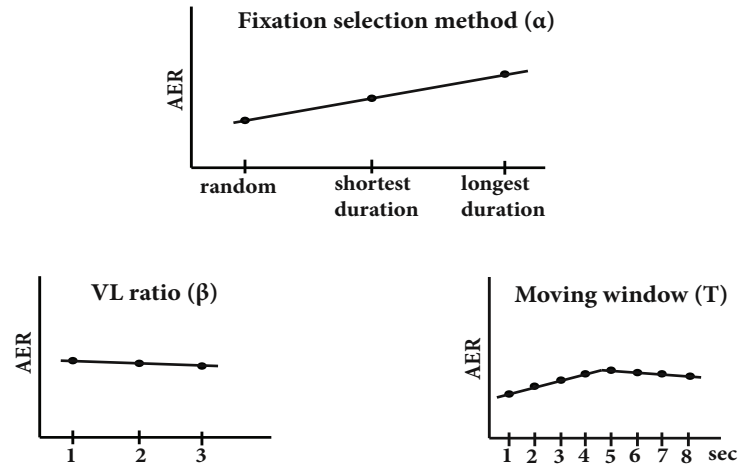 Fixation selection method (α)
AER
random
shortest
duration
longest
duration
VL ratio (β)
AER
1 2 3
Moving window (T)
AER
1 2 3 4 5 6 7 8 sec